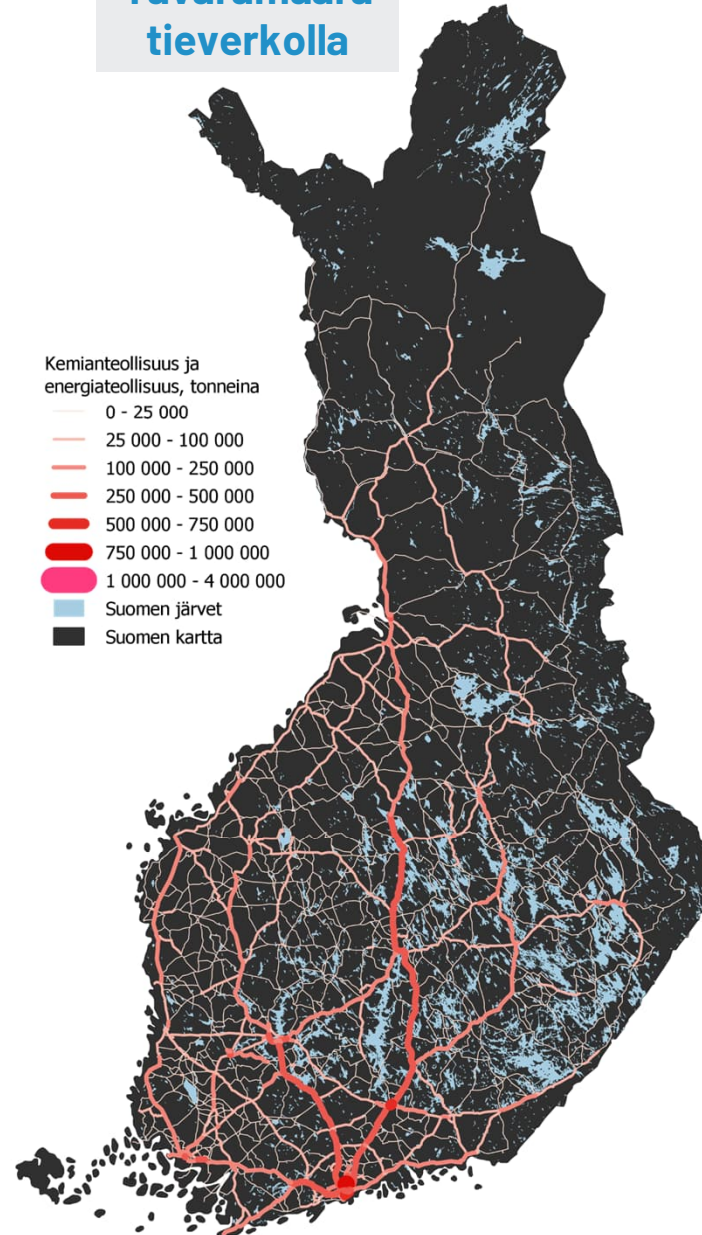 tieverkolla
Kemianteollisuus ja
energiateollisuus, tonneina
0 - 25 000
25 000 - 100 000
100 000 - 250 000
250 000 - 500 000
500 000 - 750 000
750 000 - 1 000 000
1 000 000 - 4 000 000
Suomen järvet
Suomen kartta